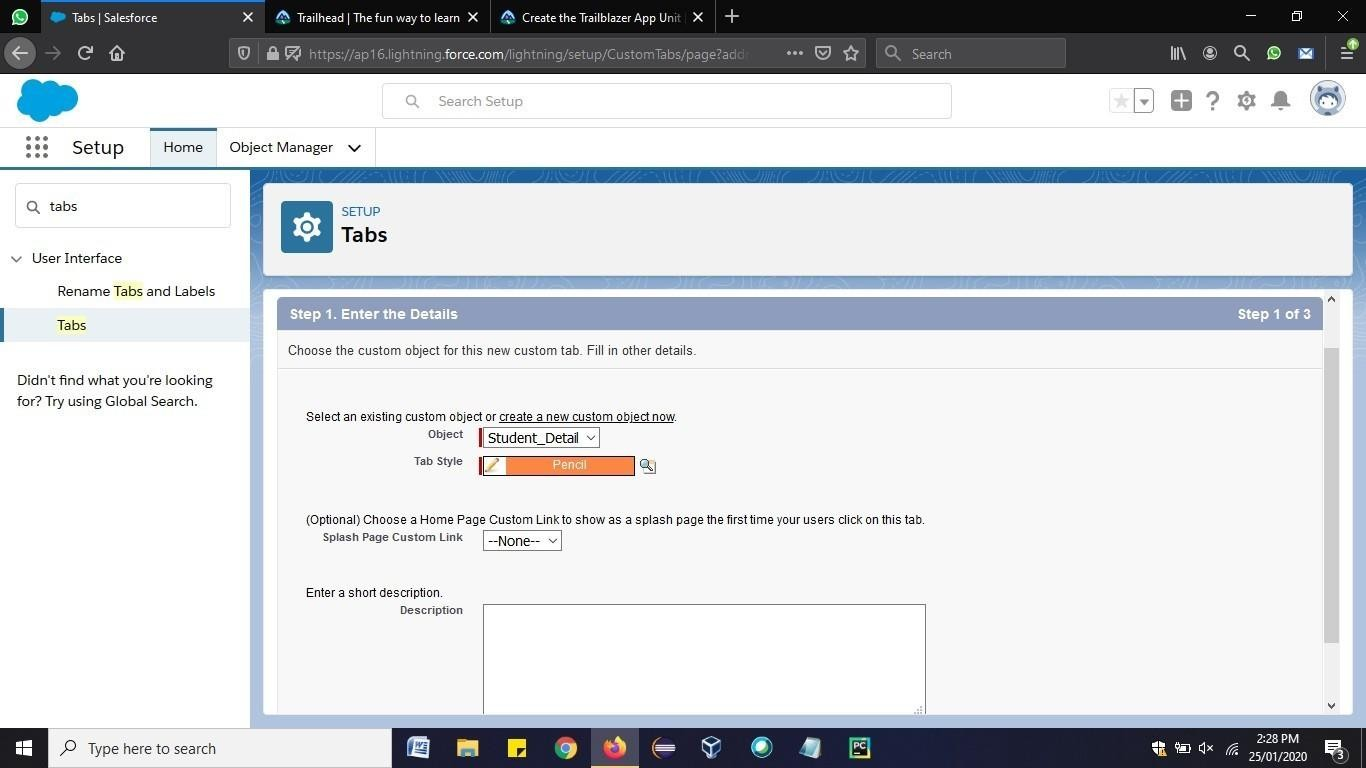 Tabs | Salesforce
Trailhead | The fun way to learn
Create the Trailblazer App Unit
https://ap16.lightning.force.com/lightning/setup/CustomTabs/page?addr
Search
Search Setup
Setup
Home
Object Manager
tabs
User Interface
Rename Tabs and Labels
Tabs
Didn't find what you're looking
for? Try using Global Search.
SETUP
Tabs
Step 1. Enter the Details
Step 1 of 3
Choose the custom object for this new custom tab. Fill in other details.
Select an existing custom object or create a new custom object now.
Object Student_Detail
Tab Style Pencil
(Optional) Choose a Home Page Custom Link to show as a splash page the first time your users click on this tab.
Splash Page Custom Link --None--
Enter a short description.
Description
Type here to search
PC
2:28 PM
25/01/2020
3